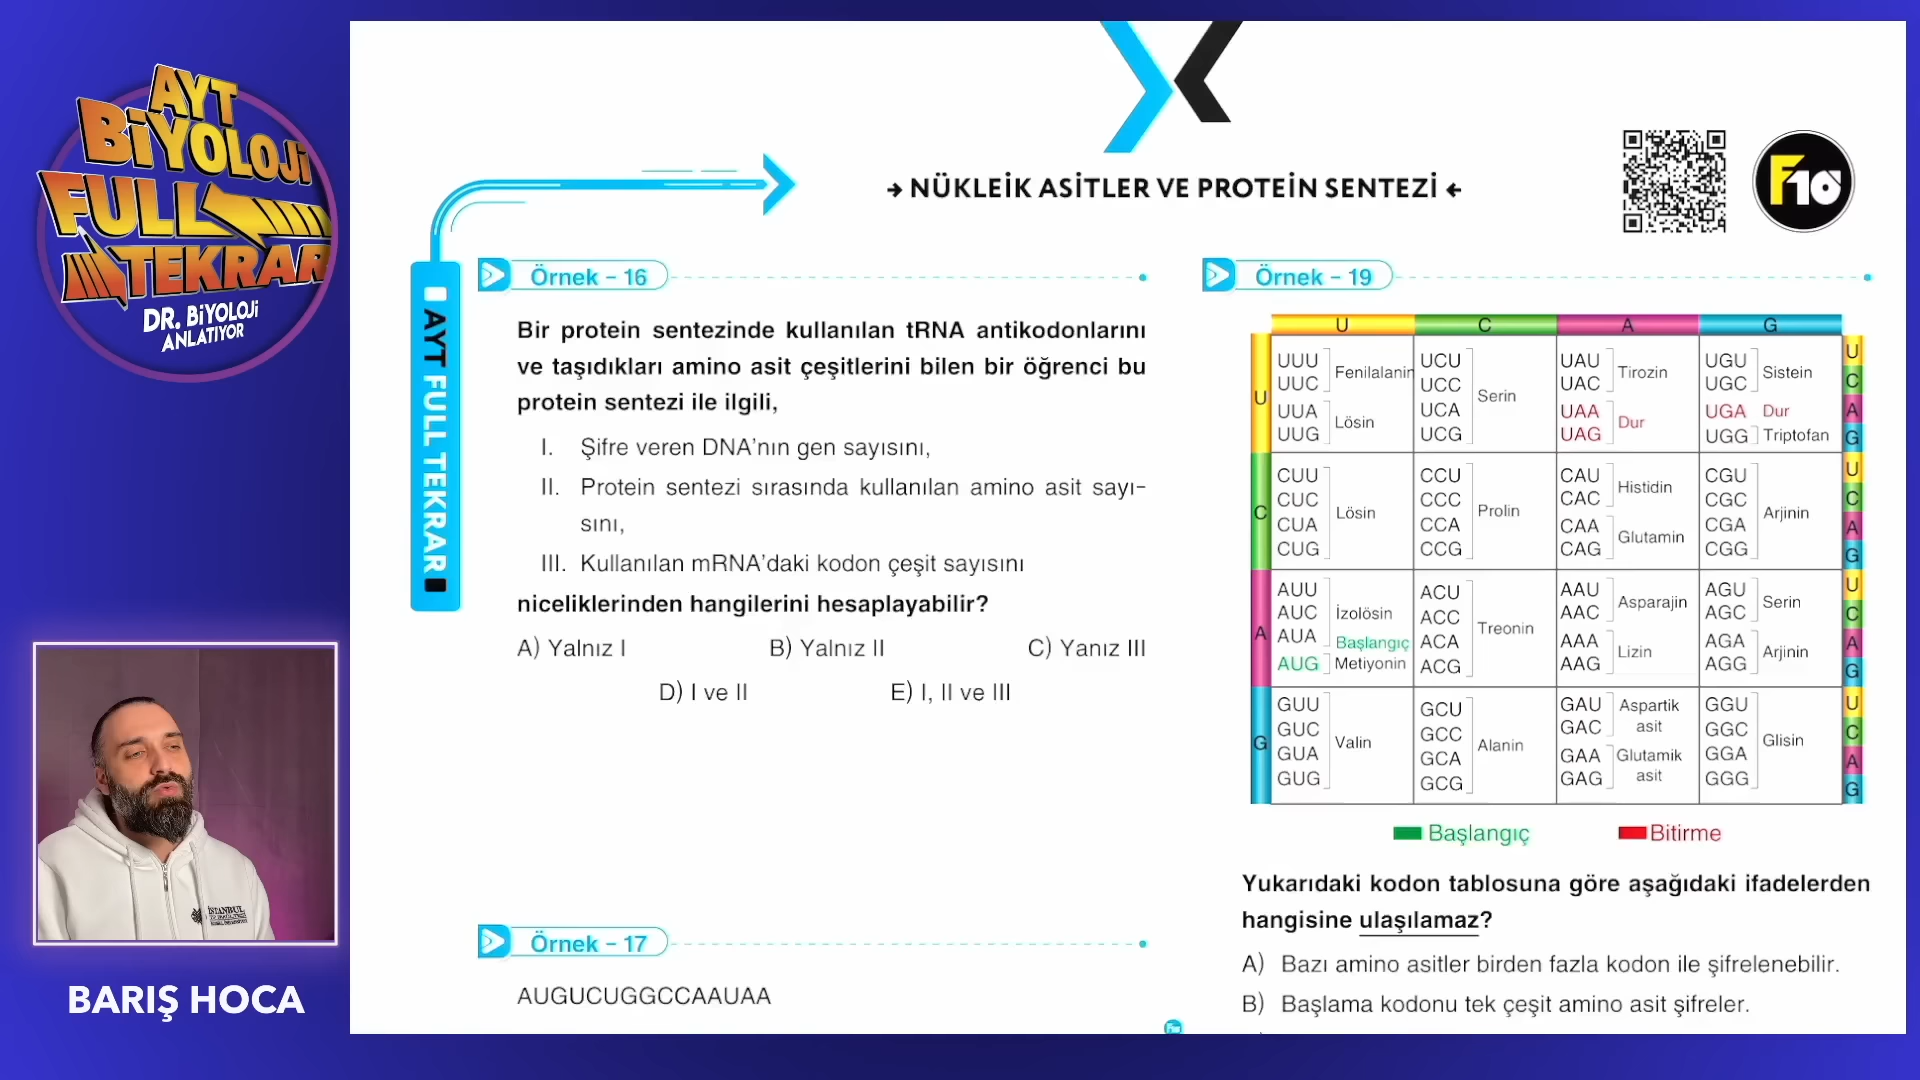 AYT
BİYOLOJİ
FULL
TEKRAR
DR. BİYOLOJİ
ANLATIYOR
BARIŞ HOCA
→ NÜKLEİK ASİTLER VE PROTEİN SENTEZİ ←
F10
AYT FULL TEKRAR
Örnek – 16
Bir protein sentezinde kullanılan tRNA antikodonlarını
ve taşıdıkları amino asit çeşitlerini bilen bir öğrenci bu
protein sentezi ile ilgili,
I. Şifre veren DNA'nın gen sayısını,
II. Protein sentezi sırasında kullanılan amino asit sayı-
sını,
III. Kullanılan mRNA'daki kodon çeşit sayısını
niceliklerinden hangilerini hesaplayabilir?
A) Yalnız I B) Yalnız II C) Yanız III
D) I ve II E) I, II ve III
Örnek – 17
AUGUCUGGCCAAUAA
Örnek – 19
U C A G
U
UUU UCU UAU UGU U
UUC Fenilalanin UCC UAC Tirozin UGC Sistein C
UUA UCA Serin UAA UGA Dur A
UUG Lösin UCG UAG Dur UGG Triptofan G
C
CUU CCU CAU CGU U
CUC CCC CAC Histidin CGC C
CUA Lösin CCA Prolin CAA CGA Arjinin A
CUG CCG CAG Glutamin CGG G
A
AUU ACU AAU AGU U
AUC İzolösin ACC AAC Asparajin AGC Serin C
AUA Başlangıç ACA Treonin AAA AGA A
AUG Metiyonin ACG AAG Lizin AGG Arjinin G
G
GUU GCU GAU Aspartik GGU U
GUC GCC GAC asit GGC C
GUA Valin GCA Alanin GAA Glutamik GGA Glisin A
GUG GCG GAG asit GGG G
Başlangıç Bitirme
Yukarıdaki kodon tablosuna göre aşağıdaki ifadelerden
hangisine ulaşılamaz?
A) Bazı amino asitler birden fazla kodon ile şifrelenebilir.
B) Başlama kodonu tek çeşit amino asit şifreler.